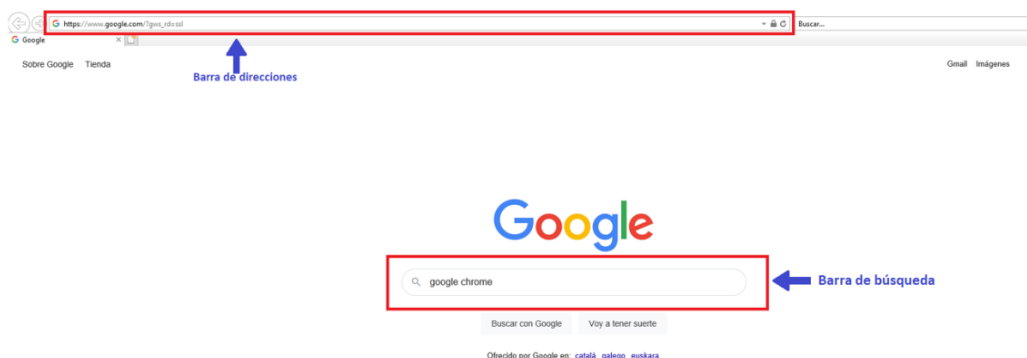 https://www.google.com/?gws_rd=ssl
Buscar...
Google
Barra de direcciones
Sobre Google Tienda
Gmail Imágenes
Google
google chrome
Barra de búsqueda
Buscar con Google Voy a tener suerte
Ofrecido por Google en: català galego euskara